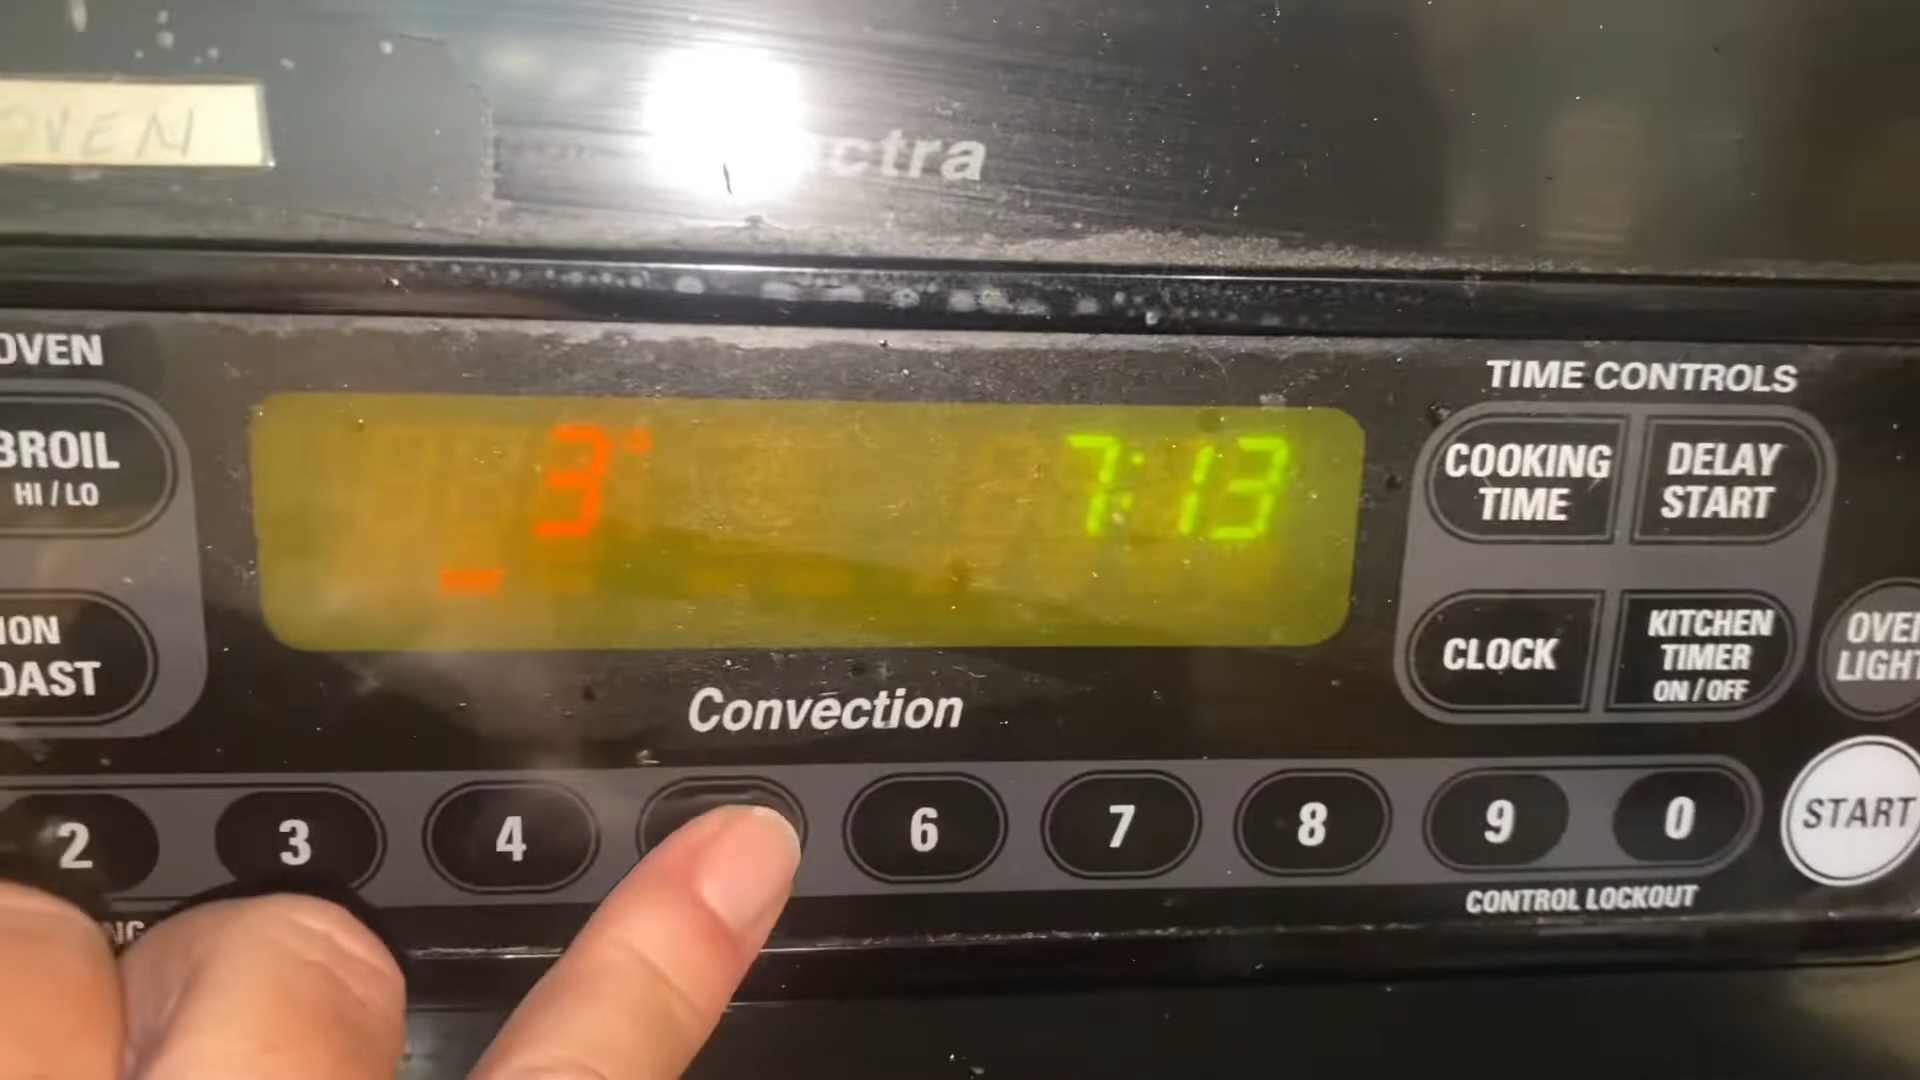 OVEN
ctra
OVEN
BROIL
HI / LO
ION
OAST
3°
7:13
TIME CONTROLS
COOKING
TIME
DELAY
START
CLOCK
KITCHEN
TIMER
ON / OFF
OVEN
LIGHT
Convection
2
3
4
6
7
8
9
0
START
CONTROL LOCKOUT